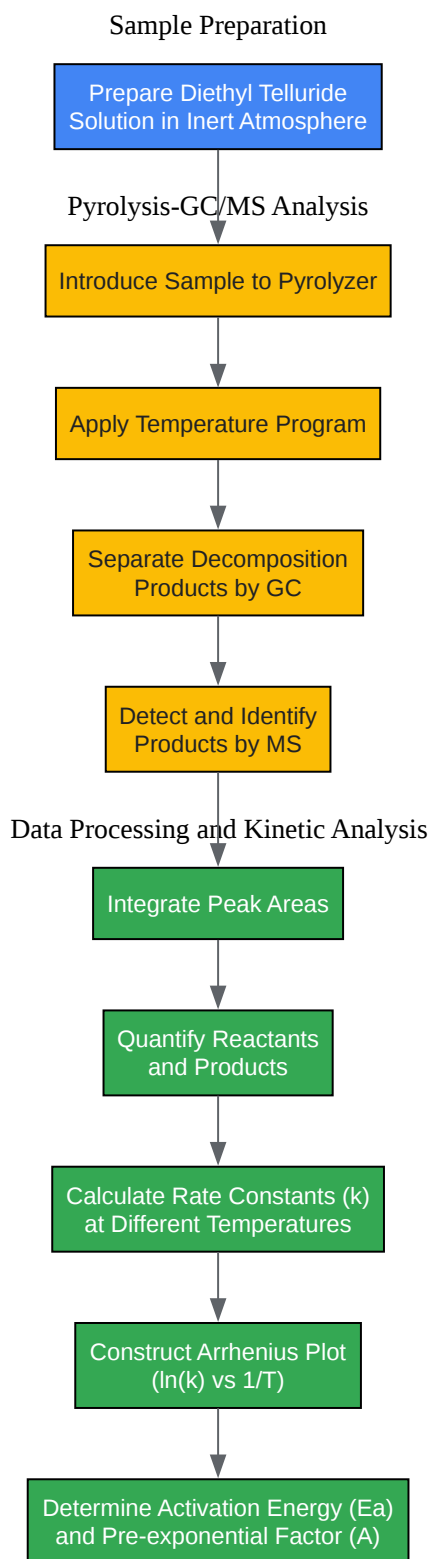 Sample Preparation
Prepare Diethyl Telluride
Solution in Inert Atmosphere
Pyrolysis-GC/MS Analysis
Introduce Sample to Pyrolyzer
Apply Temperature Program
Separate Decomposition
Products by GC
Detect and Identify
Products by MS
Data Processing and Kinetic Analysis
Integrate Peak Areas
Quantify Reactants
and Products
Calculate Rate Constants (k)
at Different Temperatures
Construct Arrhenius Plot
(ln(k) vs 1/T)
Determine Activation Energy (Ea)
and Pre-exponential Factor (A)